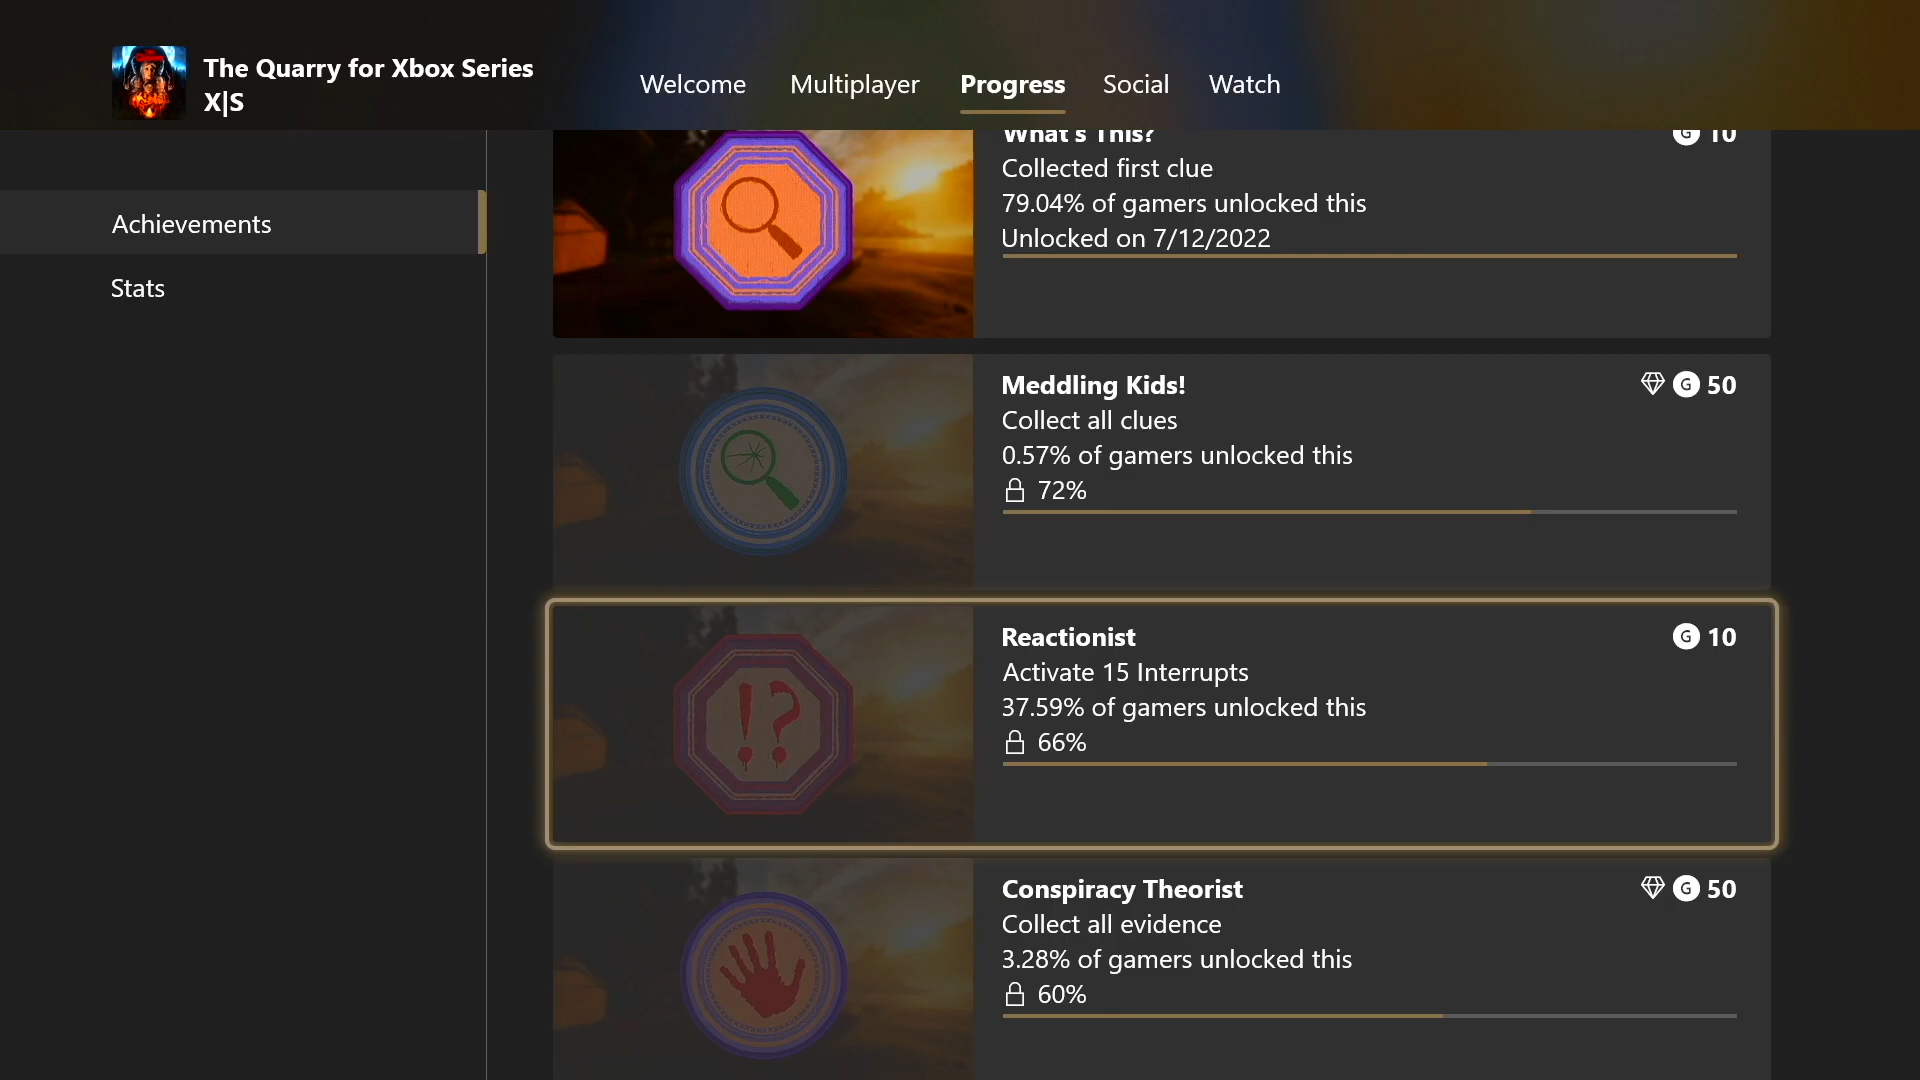 The Quarry for Xbox Series
X|S
Welcome
Multiplayer
Progress
Social
Watch
Achievements
Stats
What's This?
G 10
Collected first clue
79.04% of gamers unlocked this
Unlocked on 7/12/2022
Meddling Kids!
G 50
Collect all clues
0.57% of gamers unlocked this
72%
Reactionist
G 10
Activate 15 Interrupts
37.59% of gamers unlocked this
66%
!?
Conspiracy Theorist
G 50
Collect all evidence
3.28% of gamers unlocked this
60%